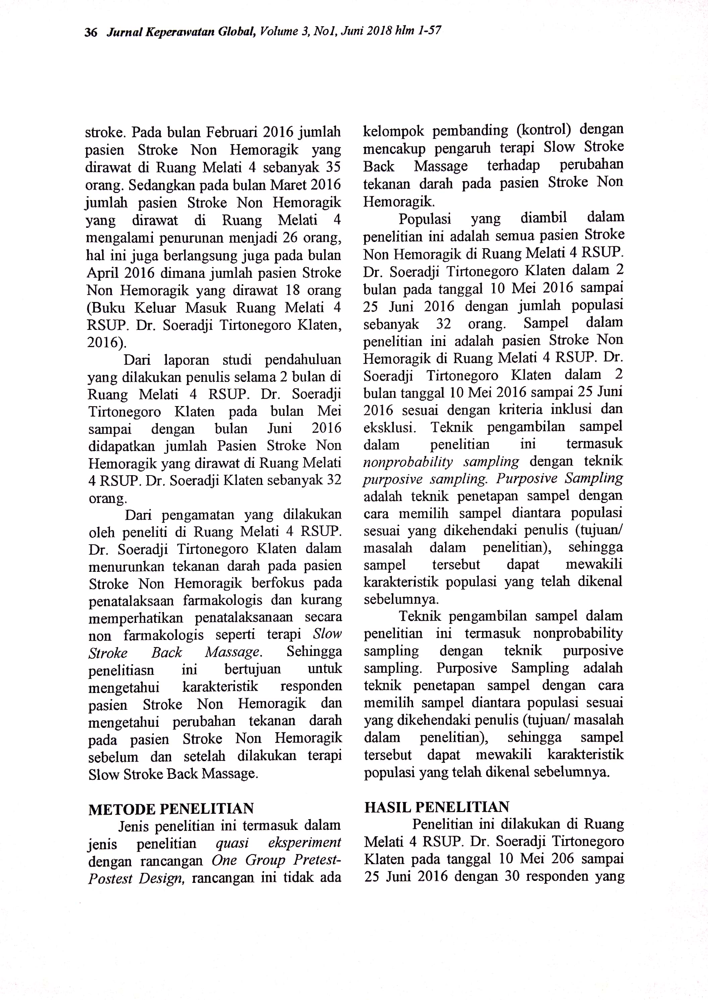 36 Jurnal Keperawatan Global, Volume 3, No1, Juni 2018 hlm 1-57
stroke. Pada bulan Februari 2016 jumlah
pasien Stroke Non Hemoragik yang
dirawat di Ruang Melati 4 sebanyak 35
orang. Sedangkan pada bulan Maret 2016
jumlah pasien Stroke Non Hemoragik
yang dirawat di Ruang Melati 4
mengalami penurunan menjadi 26 orang,
hal ini juga berlangsung juga pada bulan
April 2016 dimana jumlah pasien Stroke
Non Hemoragik yang dirawat 18 orang
(Buku Keluar Masuk Ruang Melati 4
RSUP. Dr. Soeradji Tirtonegoro Klaten,
2016).
Dari laporan studi pendahuluan
yang dilakukan penulis selama 2 bulan di
Ruang Melati 4 RSUP. Dr. Soeradji
Tirtonegoro Klaten pada bulan Mei
sampai dengan bulan Juni 2016
didapatkan jumlah Pasien Stroke Non
Hemoragik yang dirawat di Ruang Melati
4 RSUP. Dr. Soeradji Klaten sebanyak 32
orang.
Dari pengamatan yang dilakukan
oleh peneliti di Ruang Melati 4 RSUP.
Dr. Soeradji Tirtonegoro Klaten dalam
menurunkan tekanan darah pada pasien
Stroke Non Hemoragik berfokus pada
penatalaksaan farmakologis dan kurang
memperhatikan penatalaksanaan secara
non farmakologis seperti terapi Slow
Stroke Back Massage. Sehingga
penelitiasn ini bertujuan untuk
mengetahui karakteristik responden
pasien Stroke Non Hemoragik dan
mengetahui perubahan tekanan darah
pada pasien Stroke Non Hemoragik
sebelum dan setelah dilakukan terapi
Slow Stroke Back Massage.
METODE PENELITIAN
Jenis penelitian ini termasuk dalam
jenis penelitian quasi eksperiment
dengan rancangan One Group Pretest-
Postest Design, rancangan ini tidak ada
kelompok pembanding (kontrol) dengan
mencakup pengaruh terapi Slow Stroke
Back Massage terhadap perubahan
tekanan darah pada pasien Stroke Non
Hemoragik.
Populasi yang diambil dalam
penelitian ini adalah semua pasien Stroke
Non Hemoragik di Ruang Melati 4 RSUP.
Dr. Soeradji Tirtonegoro Klaten dalam 2
bulan pada tanggal 10 Mei 2016 sampai
25 Juni 2016 dengan jumlah populasi
sebanyak 32 orang. Sampel dalam
penelitian ini adalah pasien Stroke Non
Hemoragik di Ruang Melati 4 RSUP. Dr.
Soeradji Tirtonegoro Klaten dalam 2
bulan tanggal 10 Mei 2016 sampai 25 Juni
2016 sesuai dengan kriteria inklusi dan
eksklusi. Teknik pengambilan sampel
dalam penelitian ini termasuk
nonprobability sampling dengan teknik
purposive sampling. Purposive Sampling
adalah teknik penetapan sampel dengan
cara memilih sampel diantara populasi
sesuai yang dikehendaki penulis (tujuan/
masalah dalam penelitian), sehingga
sampel tersebut dapat mewakili
karakteristik populasi yang telah dikenal
sebelumnya.
Teknik pengambilan sampel dalam
penelitian ini termasuk nonprobability
sampling dengan teknik purposive
sampling. Purposive Sampling adalah
teknik penetapan sampel dengan cara
memilih sampel diantara populasi sesuai
yang dikehendaki penulis (tujuan/ masalah
dalam penelitian), sehingga sampel
tersebut dapat mewakili karakteristik
populasi yang telah dikenal sebelumnya.
HASIL PENELITIAN
Penelitian ini dilakukan di Ruang
Melati 4 RSUP. Dr. Soeradji Tirtonegoro
Klaten pada tanggal 10 Mei 206 sampai
25 Juni 2016 dengan 30 responden yang